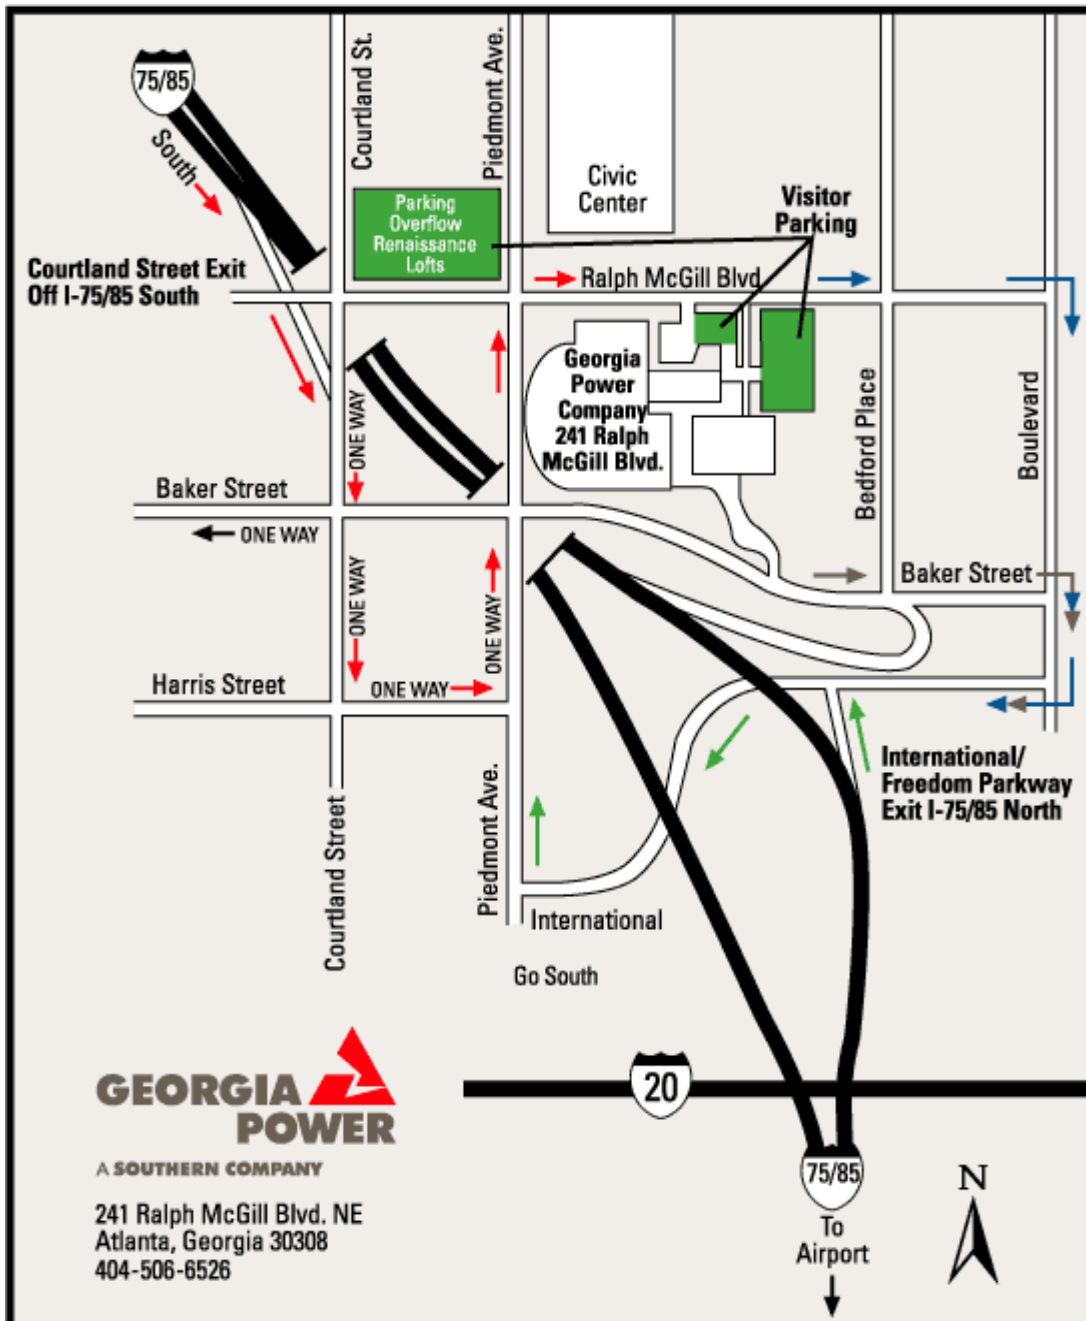 75/85
South
Courtland St.
Piedmont Ave.
Civic
Center
Visitor
Parking
Parking
Overflow
Renaissance
Lofts
Courtland Street Exit
Off I-75/85 South
Ralph McGill Blvd
Georgia
Power
Company
241 Ralph
McGill Blvd.
Bedford Place
Boulevard
ONE WAY
Baker Street
ONE WAY
ONE WAY
ONE WAY
Baker Street
Harris Street
ONE WAY
International/
Freedom Parkway
Exit I-75/85 North
Courtland Street
Piedmont Ave.
International
Go South
20
GEORGIA
POWER
A SOUTHERN COMPANY
75/85
To
Airport
N
241 Ralph McGill Blvd. NE
Atlanta, Georgia 30308
404-506-6526